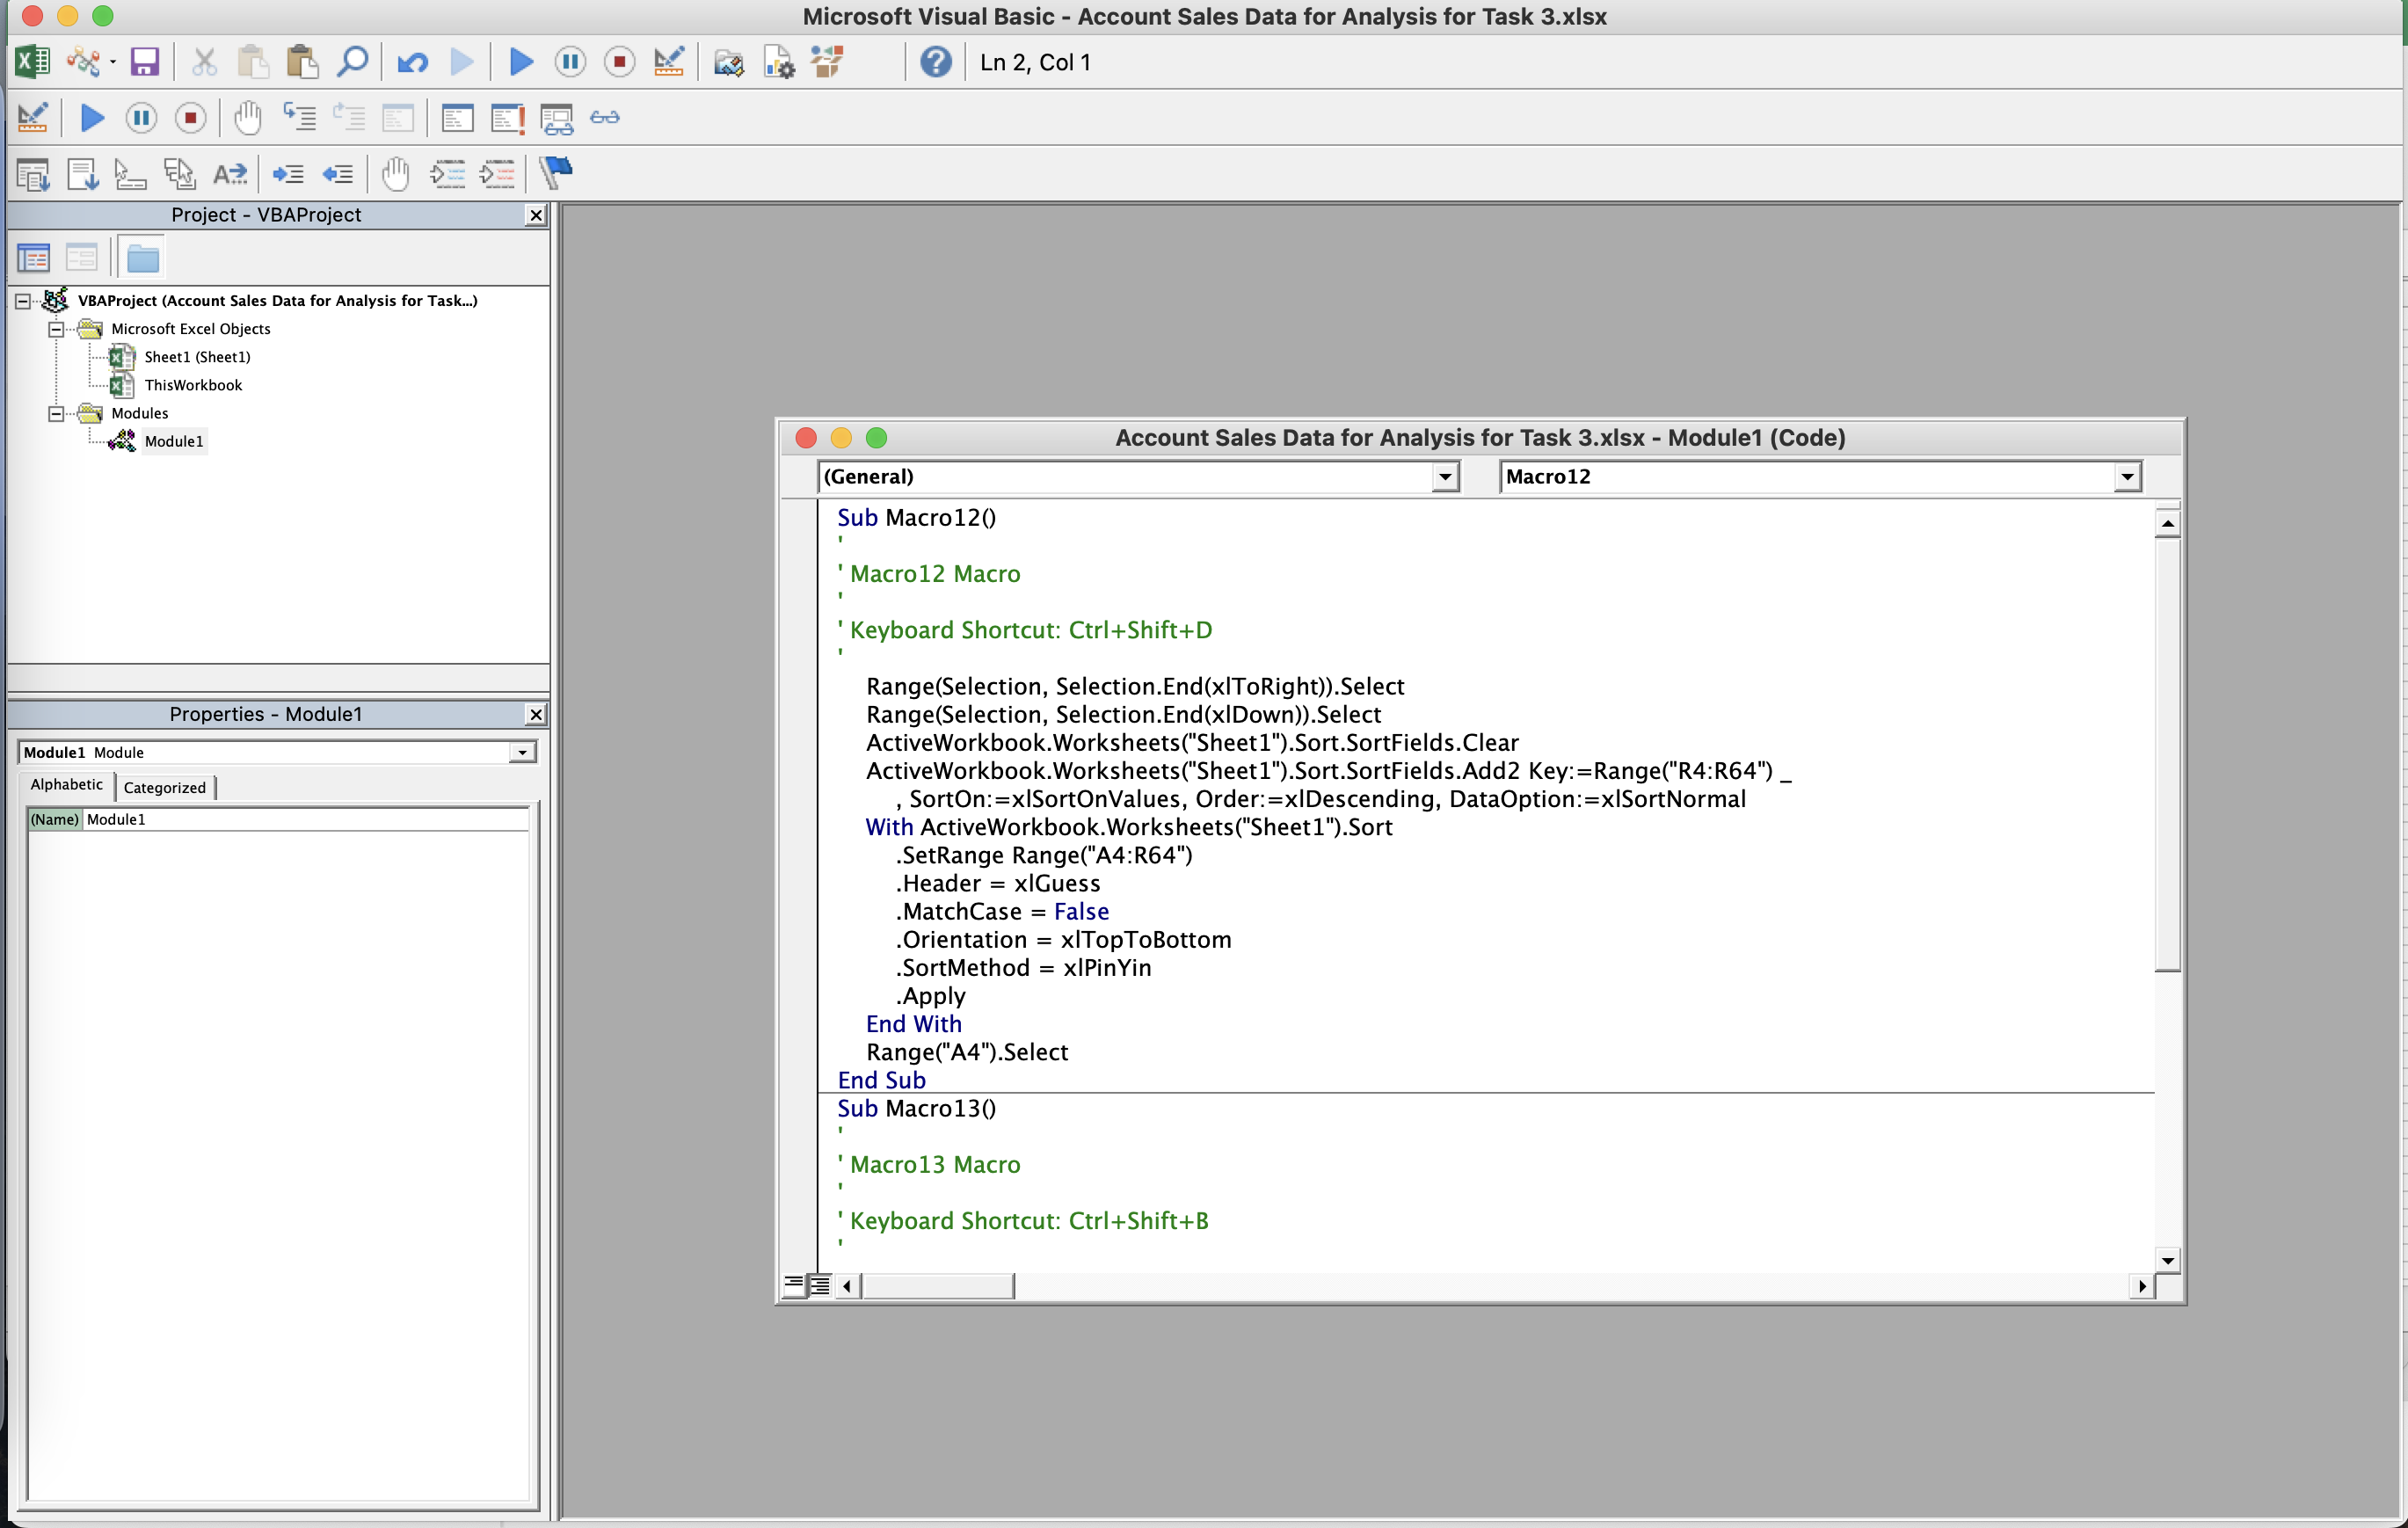 Microsoft Visual Basic - Account Sales Data for Analysis for Task 3.xlsx
Ln 2, Col 1
Project - VBAProject
VBAProject (Account Sales Data for Analysis for Task...)
Microsoft Excel Objects
Sheet1 (Sheet1)
ThisWorkbook
Modules
Module1
Properties - Module1
Module1 Module
Alphabetic Categorized
(Name) Module1
Account Sales Data for Analysis for Task 3.xlsx - Module1 (Code)
(General) Macro12
Sub Macro12()
'
' Macro12 Macro
'
' Keyboard Shortcut: Ctrl+Shift+D
'
Range(Selection, Selection.End(xlToRight)).Select
Range(Selection, Selection.End(xlDown)).Select
ActiveWorkbook.Worksheets("Sheet1").Sort.SortFields.Clear
ActiveWorkbook.Worksheets("Sheet1").Sort.SortFields.Add2 Key:=Range("R4:R64") _
, SortOn:=xlSortOnValues, Order:=xlDescending, DataOption:=xlSortNormal
With ActiveWorkbook.Worksheets("Sheet1").Sort
.SetRange Range("A4:R64")
.Header = xlGuess
.MatchCase = False
.Orientation = xlTopToBottom
.SortMethod = xlPinYin
.Apply
End With
Range("A4").Select
End Sub
Sub Macro13()
'
' Macro13 Macro
'
' Keyboard Shortcut: Ctrl+Shift+B
'